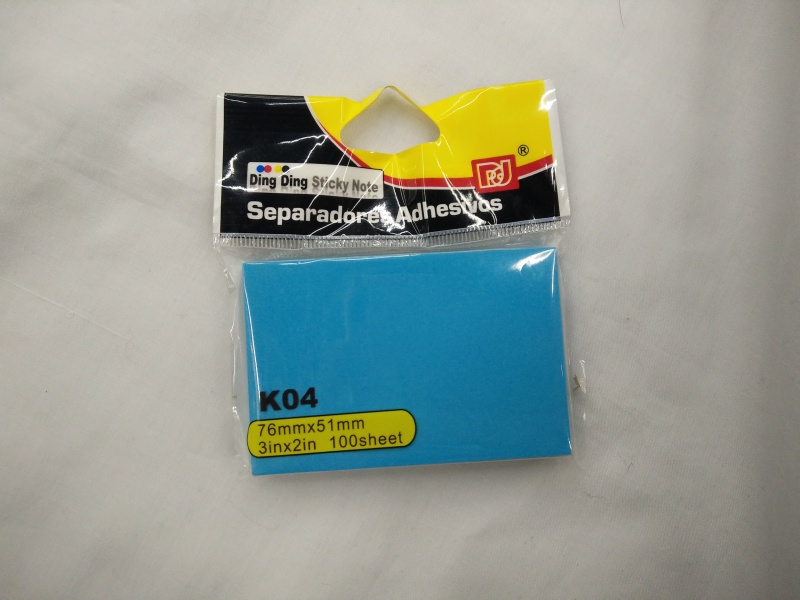 Ding Ding Sticky Note
®
Separadores Adhesivos
K04
76mmx51mm
3inx2in 100sheet